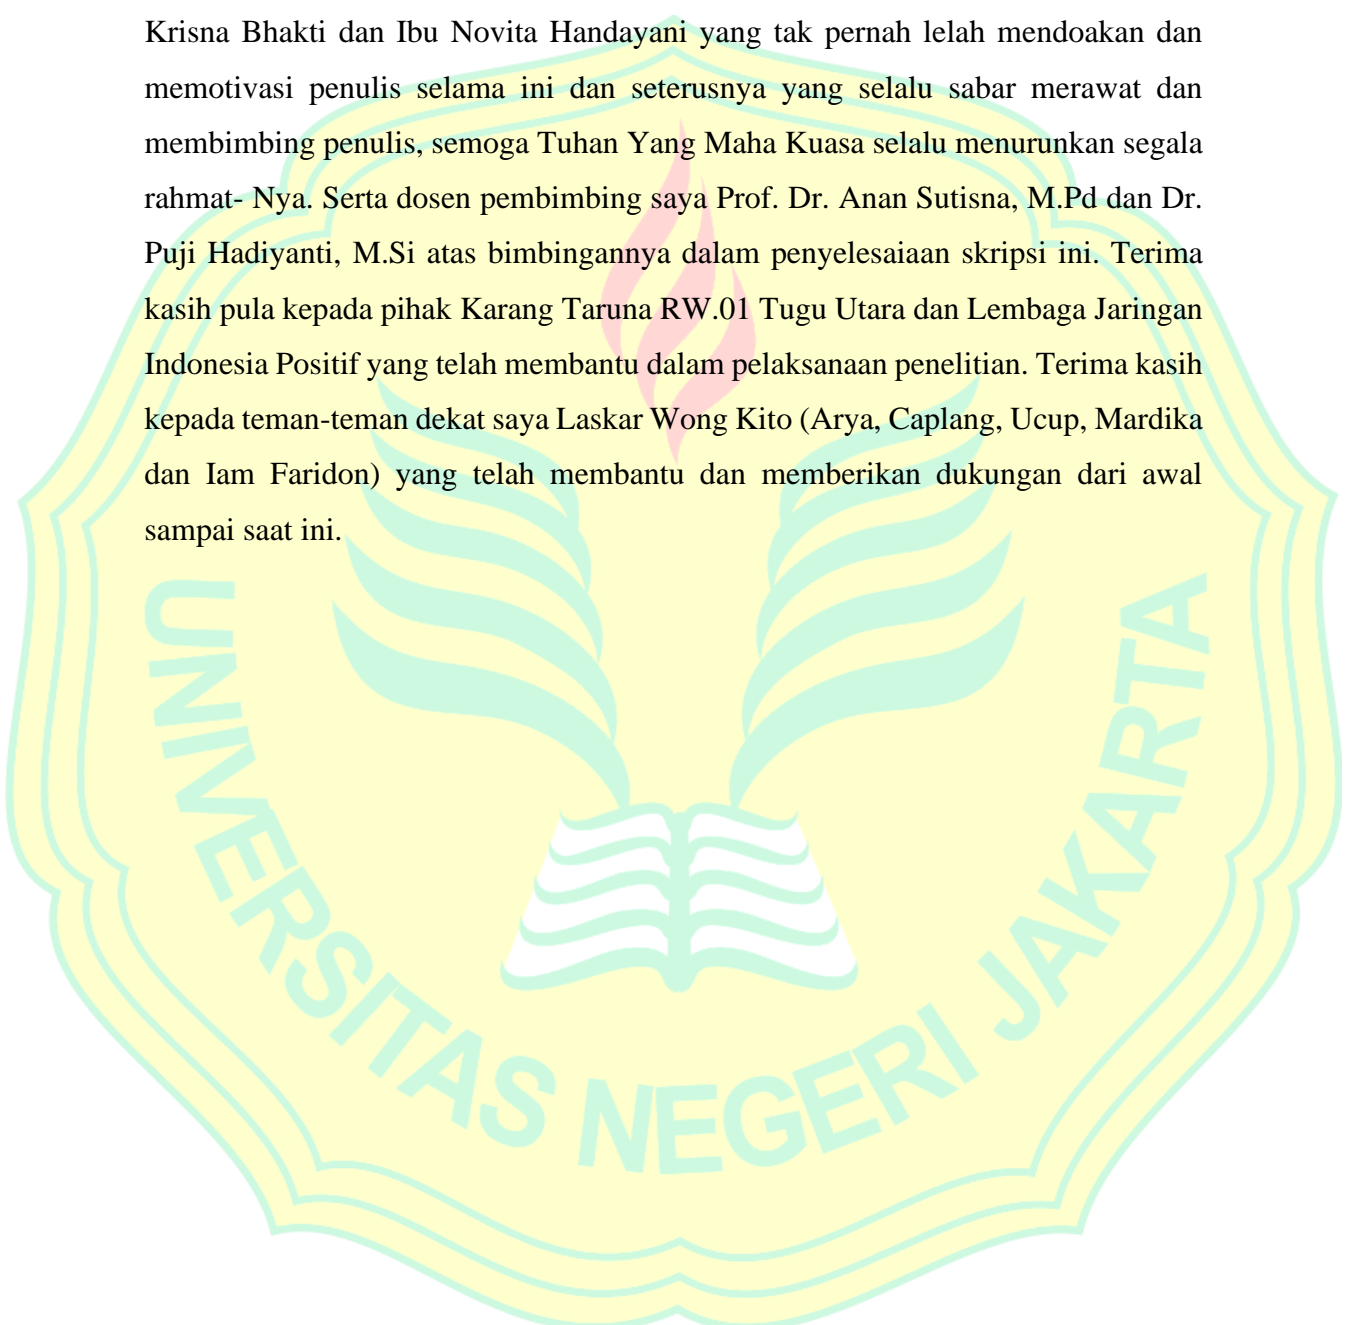 Krisna Bhakti dan Ibu Novita Handayani yang tak pernah lelah mendoakan dan
memotivasi penulis selama ini dan seterusnya yang selalu sabar merawat dan
membimbing penulis, semoga Tuhan Yang Maha Kuasa selalu menurunkan segala
rahmat- Nya. Serta dosen pembimbing saya Prof. Dr. Anan Sutisna, M.Pd dan Dr.
Puji Hadiyanti, M.Si atas bimbingannya dalam penyelesaiaan skripsi ini. Terima
kasih pula kepada pihak Karang Taruna RW.01 Tugu Utara dan Lembaga Jaringan
Indonesia Positif yang telah membantu dalam pelaksanaan penelitian. Terima kasih
kepada teman-teman dekat saya Laskar Wong Kito (Arya, Caplang, Ucup, Mardika
dan Iam Faridon) yang telah membantu dan memberikan dukungan dari awal
sampai saat ini.
UNIVERSITAS NEGERI JAKARTA